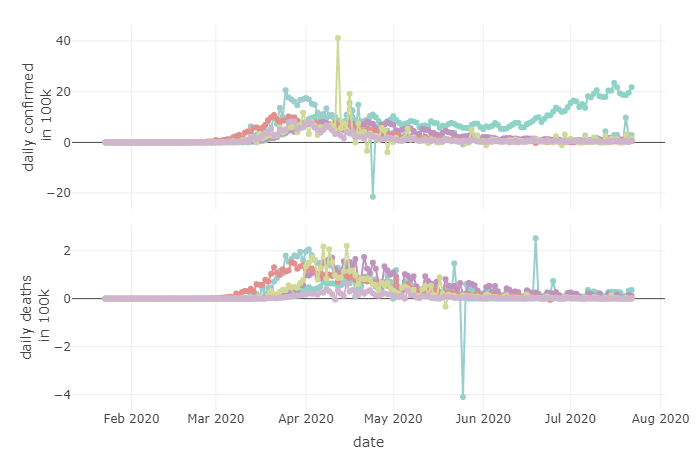 40
20
0
−20
daily confirmed
in 100k
2
0
−2
−4
daily deaths
in 100k
Feb 2020 Mar 2020 Apr 2020 May 2020 Jun 2020 Jul 2020 Aug 2020
date